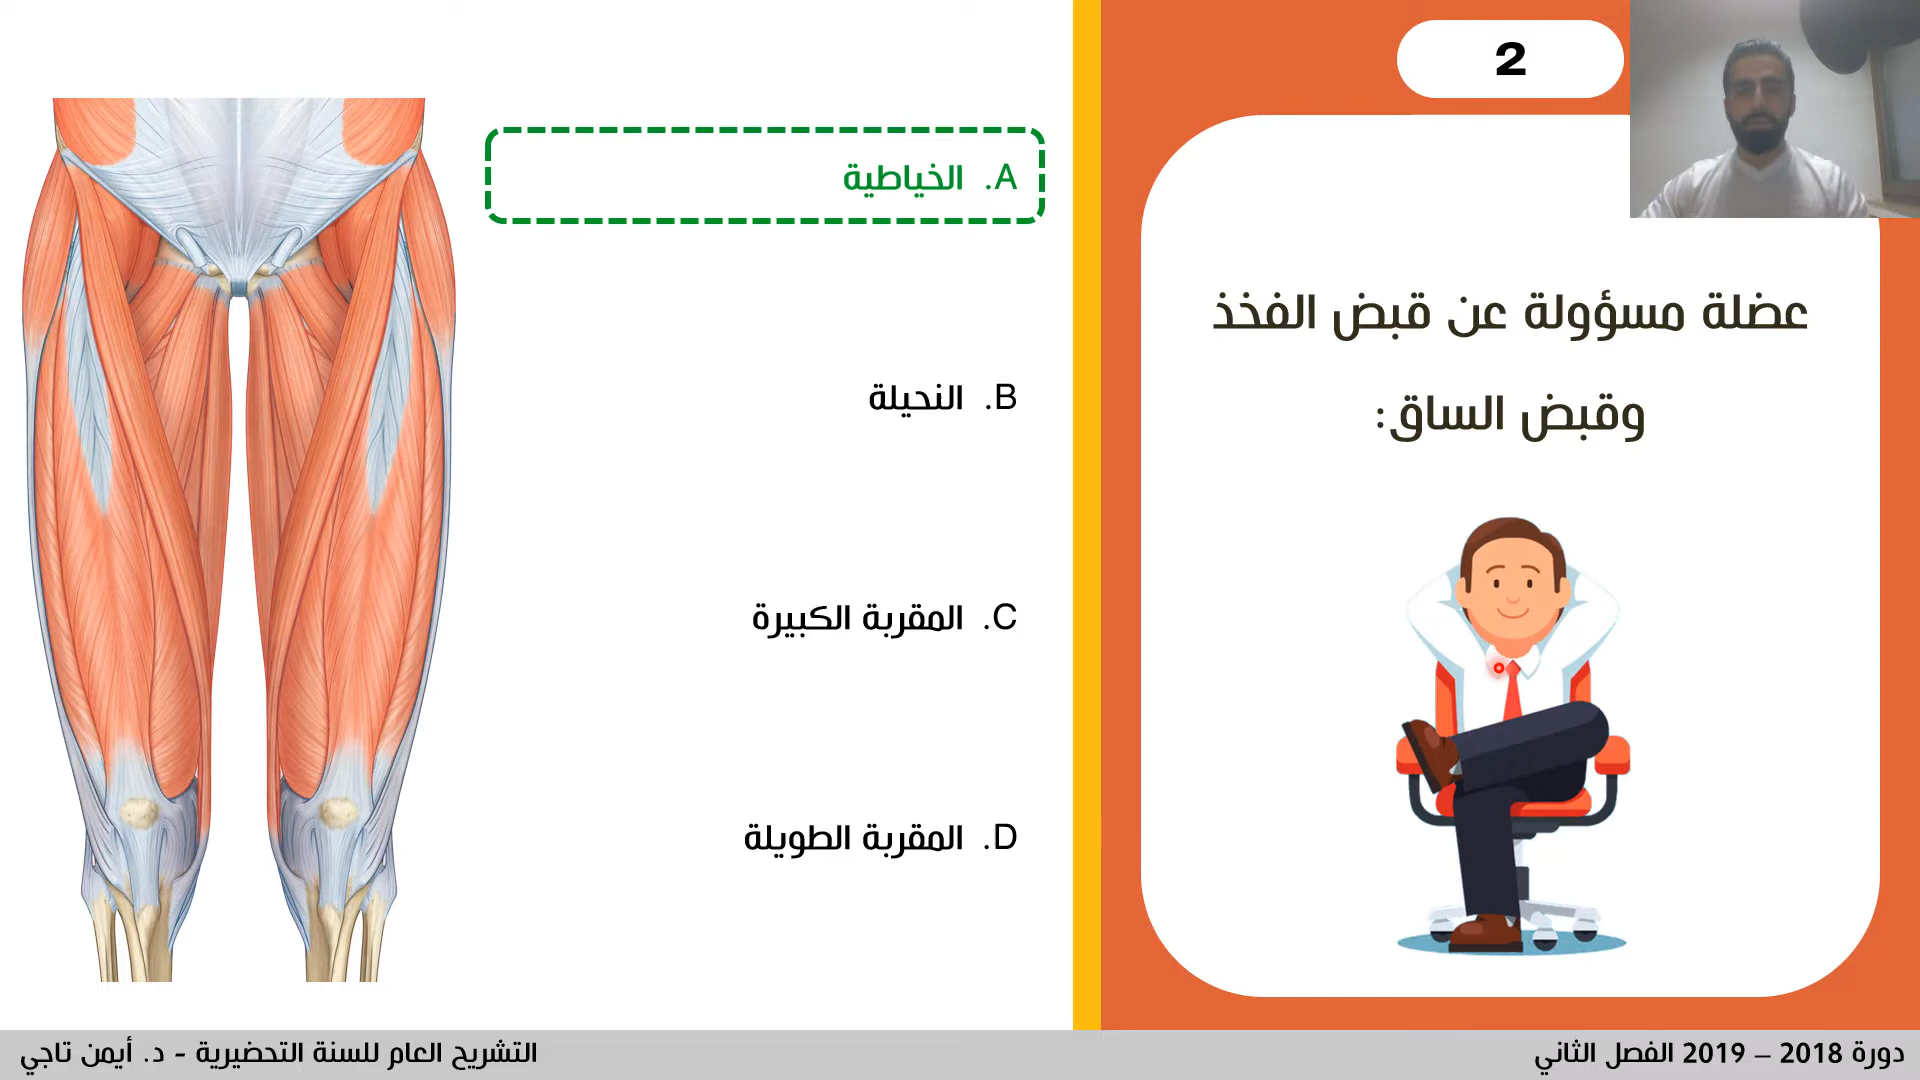 2
عضلة مسؤولة عن قبض الفخذ
وقبض الساق:
A. الخياطية
B. النحيلة
C. المقربة الكبيرة
D. المقربة الطويلة
دورة 2018 – 2019 الفصل الثاني
التشريح العام للسنة التحضيرية - د. أيمن تاجي